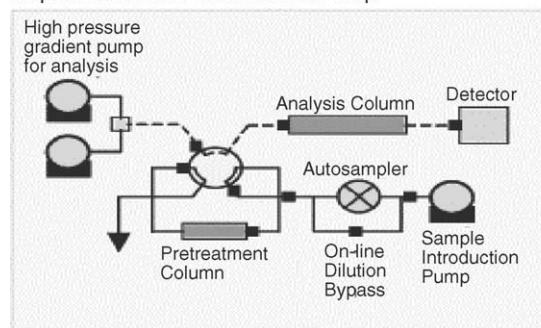 High pressure
gradient pump
for analysis
Analysis Column
Detector
Autosampler
Pretreatment
Column
On-line
Dilution
Bypass
Sample
Introduction
Pump